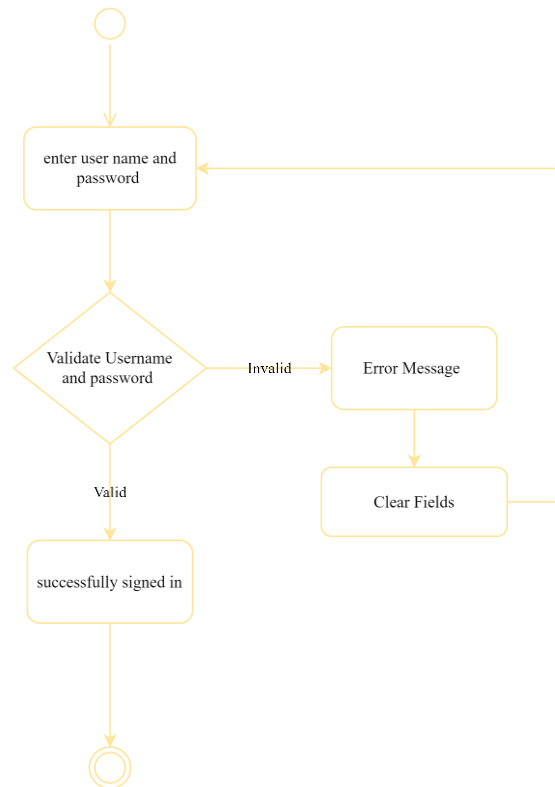 enter user name and
password
Validate Username
and password
Invalid
Error Message
Clear Fields
Valid
successfully signed in